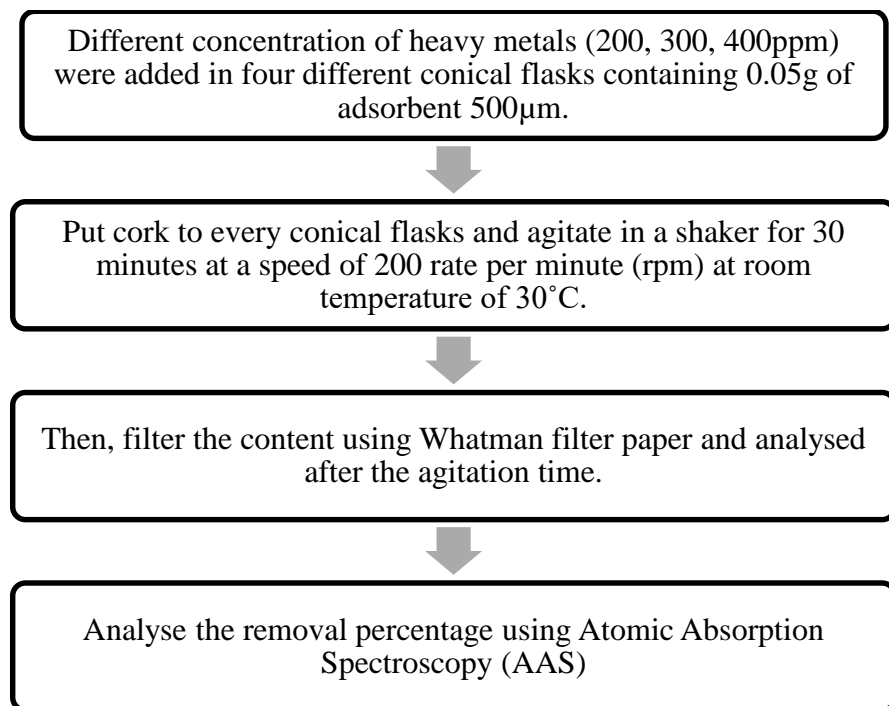 Different concentration of heavy metals (200, 300, 400ppm)
were added in four different conical flasks containing 0.05g of
adsorbent 500µm.
Put cork to every conical flasks and agitate in a shaker for 30
minutes at a speed of 200 rate per minute (rpm) at room
temperature of 30˚C.
Then, filter the content using Whatman filter paper and analysed
after the agitation time.
Analyse the removal percentage using Atomic Absorption
Spectroscopy (AAS)